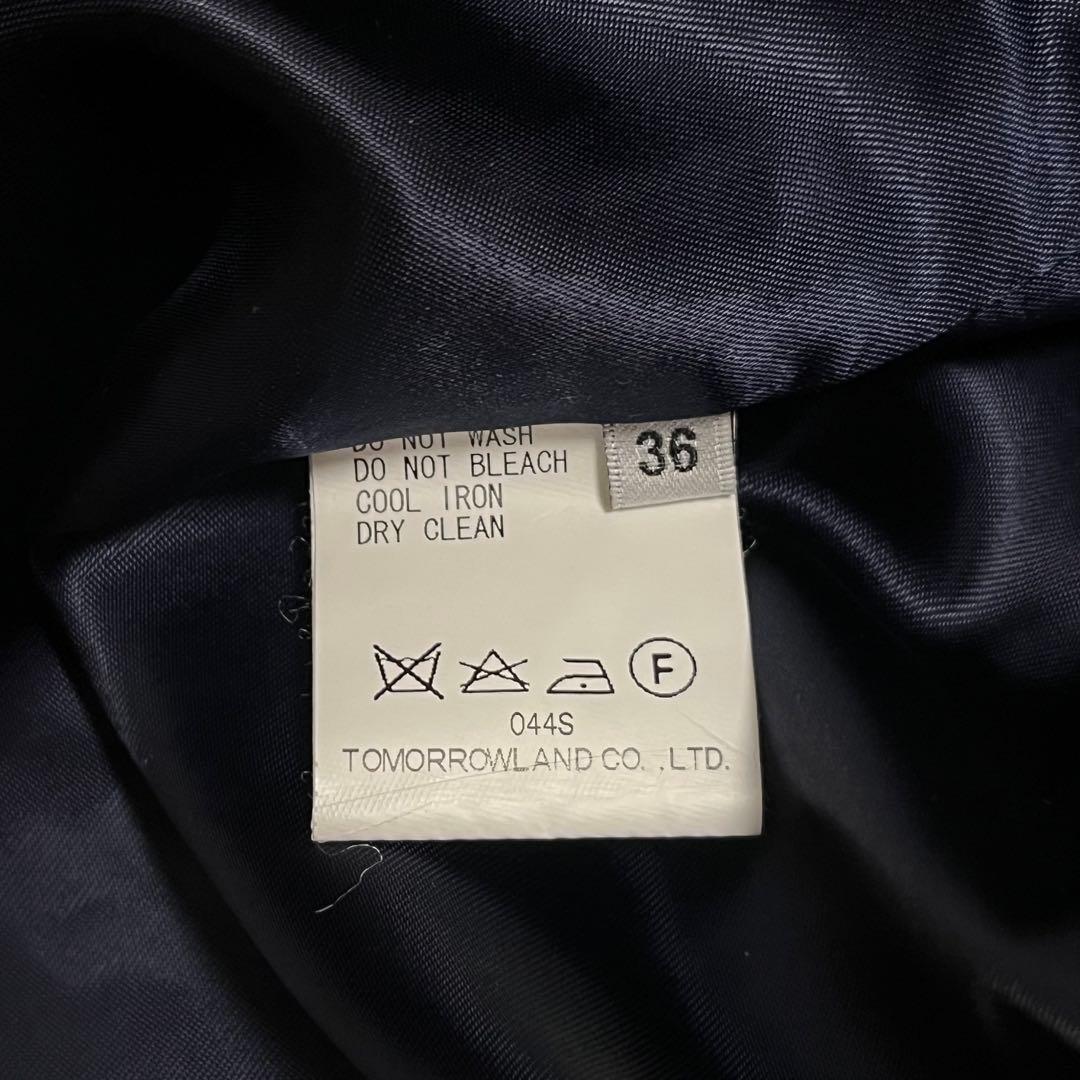 DO NOT WASH
36
DO NOT BLEACH
COOL IRON
DRY CLEAN
F
044S
TOMORROWLAND CO.,LTD.